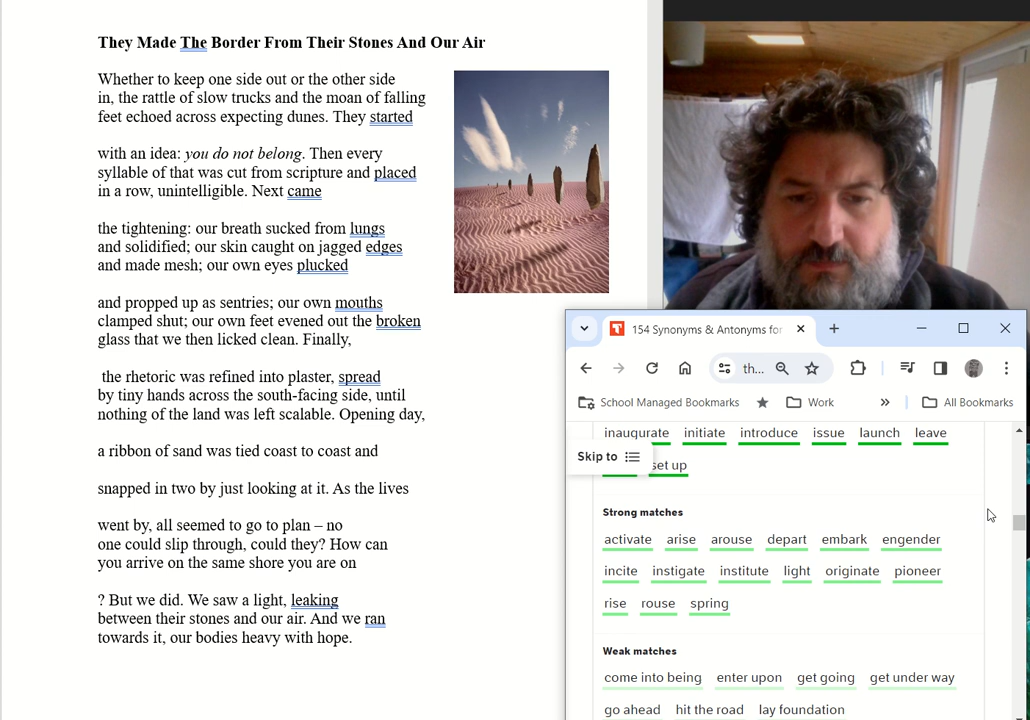 They Made The Border From Their Stones And Our Air
Whether to keep one side out or the other side
in, the rattle of slow trucks and the moan of falling
feet echoed across expecting dunes. They started
with an idea: you do not belong. Then every
syllable of that was cut from scripture and placed
in a row, unintelligible. Next came
the tightening: our breath sucked from lungs
and solidified; our skin caught on jagged edges
and made mesh; our own eyes plucked
and propped up as sentries; our own mouths
clamped shut; our own feet evened out the broken
glass that we then licked clean. Finally,
the rhetoric was refined into plaster, spread
by tiny hands across the south-facing side, until
nothing of the land was left scalable. Opening day,
a ribbon of sand was tied coast to coast and
snapped in two by just looking at it. As the lives
went by, all seemed to go to plan – no
one could slip through, could they? How can
you arrive on the same shore you are on
? But we did. We saw a light, leaking
between their stones and our air. And we ran
towards it, our bodies heavy with hope.
154 Synonyms & Antonyms for
th...
School Managed Bookmarks
Work
All Bookmarks
inaugurate initiate introduce issue launch leave
Skip to
set up
Strong matches
activate arise arouse depart embark engender
incite instigate institute light originate pioneer
rise rouse spring
Weak matches
come into being enter upon get going get under way
go ahead hit the road lay foundation